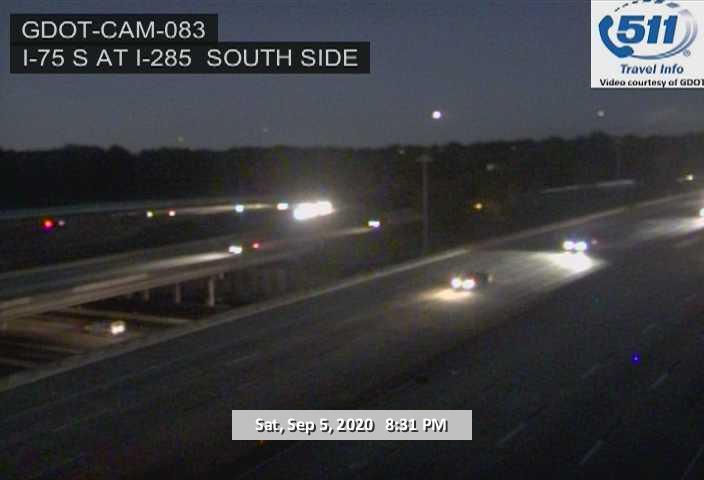 GDOT-CAM-083
I-75 S AT I-285 SOUTH SIDE
511
®
Travel Info
Video courtesy of GDOT
Sat, Sep 5, 2020 8:31 PM